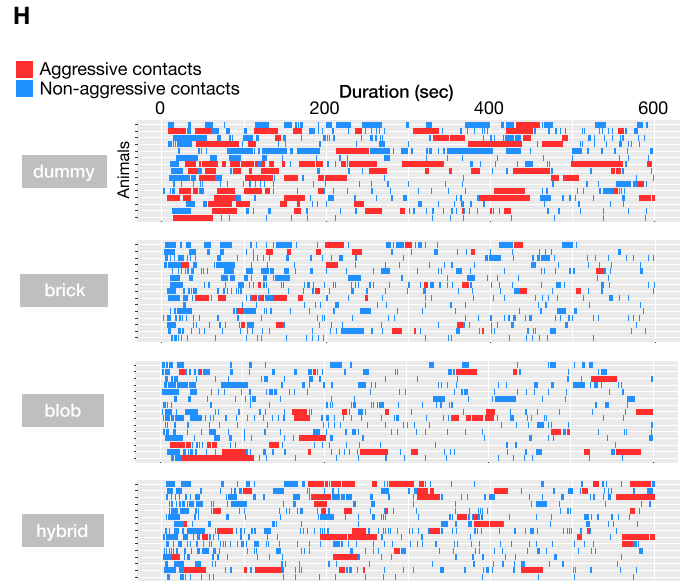 H
Aggressive contacts
Non-aggressive contacts
Duration (sec)
0 200 400 600
Animals
dummy
brick
blob
hybrid